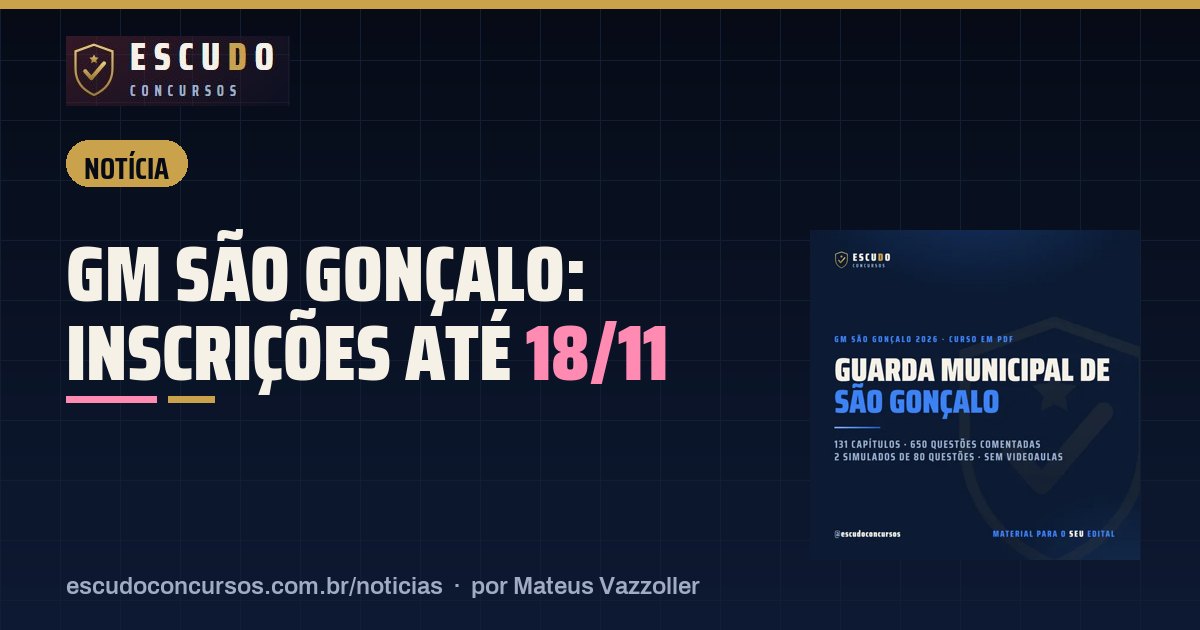 ESCUDO
CONCURSOS
NOTÍCIA
GM SÃO GONÇALO:
INSCRIÇÕES ATÉ 18/11
ESCUDO
CONCURSOS
GM SÃO GONÇALO 2026 · CURSO EM PDF
GUARDA MUNICIPAL DE
SÃO GONÇALO
131 CAPÍTULOS · 650 QUESTÕES COMENTADAS
2 SIMULADOS DE 80 QUESTÕES · SEM VIDEOAULAS
@escudoconcursos
MATERIAL PARA O SEU EDITAL
escudoconcursos.com.br/noticias · por Mateus Vazzoller